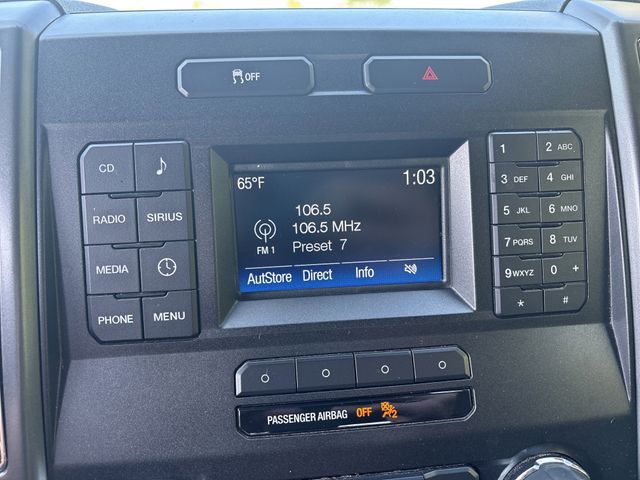 OFF
CD
RADIO SIRIUS
MEDIA
PHONE MENU
65°F 1:03
106.5
106.5 MHz
FM 1 Preset 7
AutoStore Direct Info
1 2 ABC
3 DEF 4 GHI
5 JKL 6 MNO
7 PQRS 8 TUV
9 WXYZ 0 +
* #
PASSENGER AIRBAG OFF 2